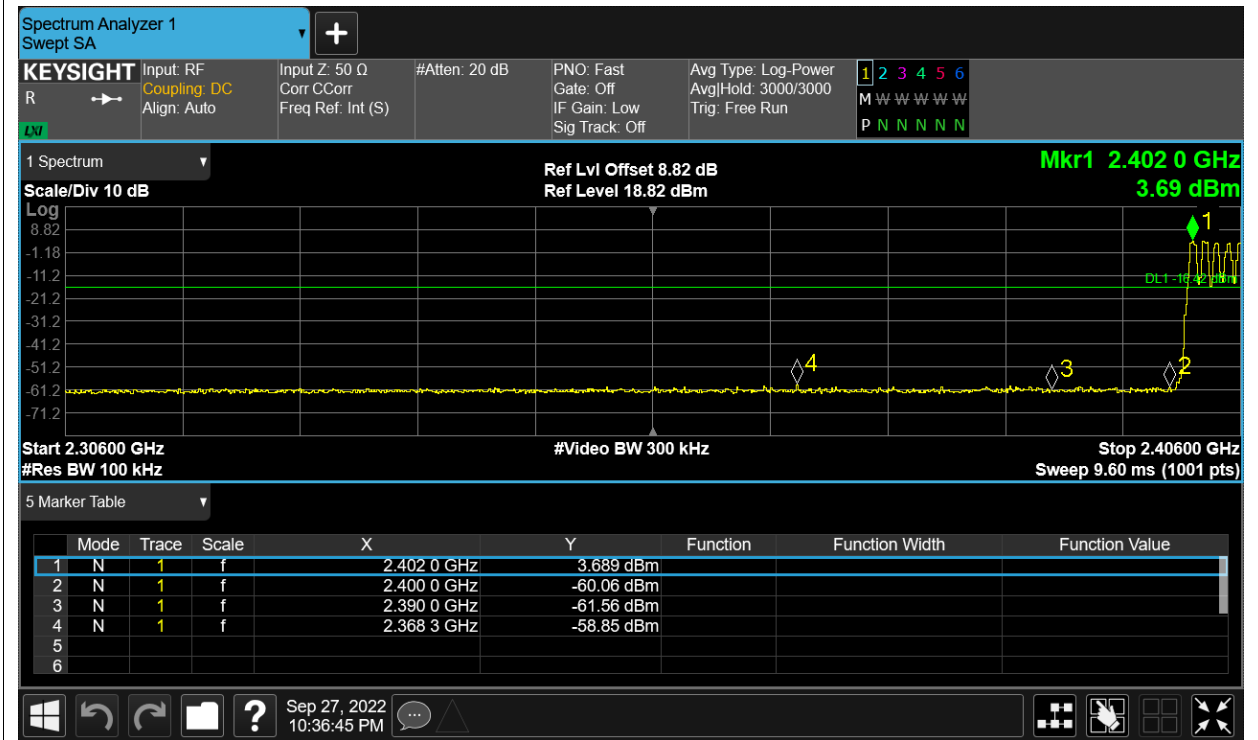 Spectrum Analyzer 1
Swept SA
KEYSIGHT
R
LXI
Input: RF
Coupling: DC
Align: Auto
Input Z: 50 Ω
Corr CCorr
Freq Ref: Int (S)
#Atten: 20 dB
PNO: Fast
Gate: Off
IF Gain: Low
Sig Track: Off
Avg Type: Log-Power
Avg|Hold: 3000/3000
Trig: Free Run
1 2 3 4 5 6
M W W W W W
P N N N N N
1 Spectrum
Scale/Div 10 dB
Ref Lvl Offset 8.82 dB
Ref Level 18.82 dBm
Mkr1 2.402 0 GHz
3.69 dBm
Log
8.82
-1.18
-11.2
-21.2
-31.2
-41.2
-51.2
-61.2
-71.2
1
DL1 -16.42 dBm
4
3
2
Start 2.30600 GHz
#Video BW 300 kHz
Stop 2.40600 GHz
#Res BW 100 kHz
Sweep 9.60 ms (1001 pts)
5 Marker Table
Mode Trace Scale X Y Function Function Width Function Value
1 N 1 f 2.402 0 GHz 3.689 dBm
2 N 1 f 2.400 0 GHz -60.06 dBm
3 N 1 f 2.390 0 GHz -61.56 dBm
4 N 1 f 2.368 3 GHz -58.85 dBm
5
6
?
Sep 27, 2022
10:36:45 PM